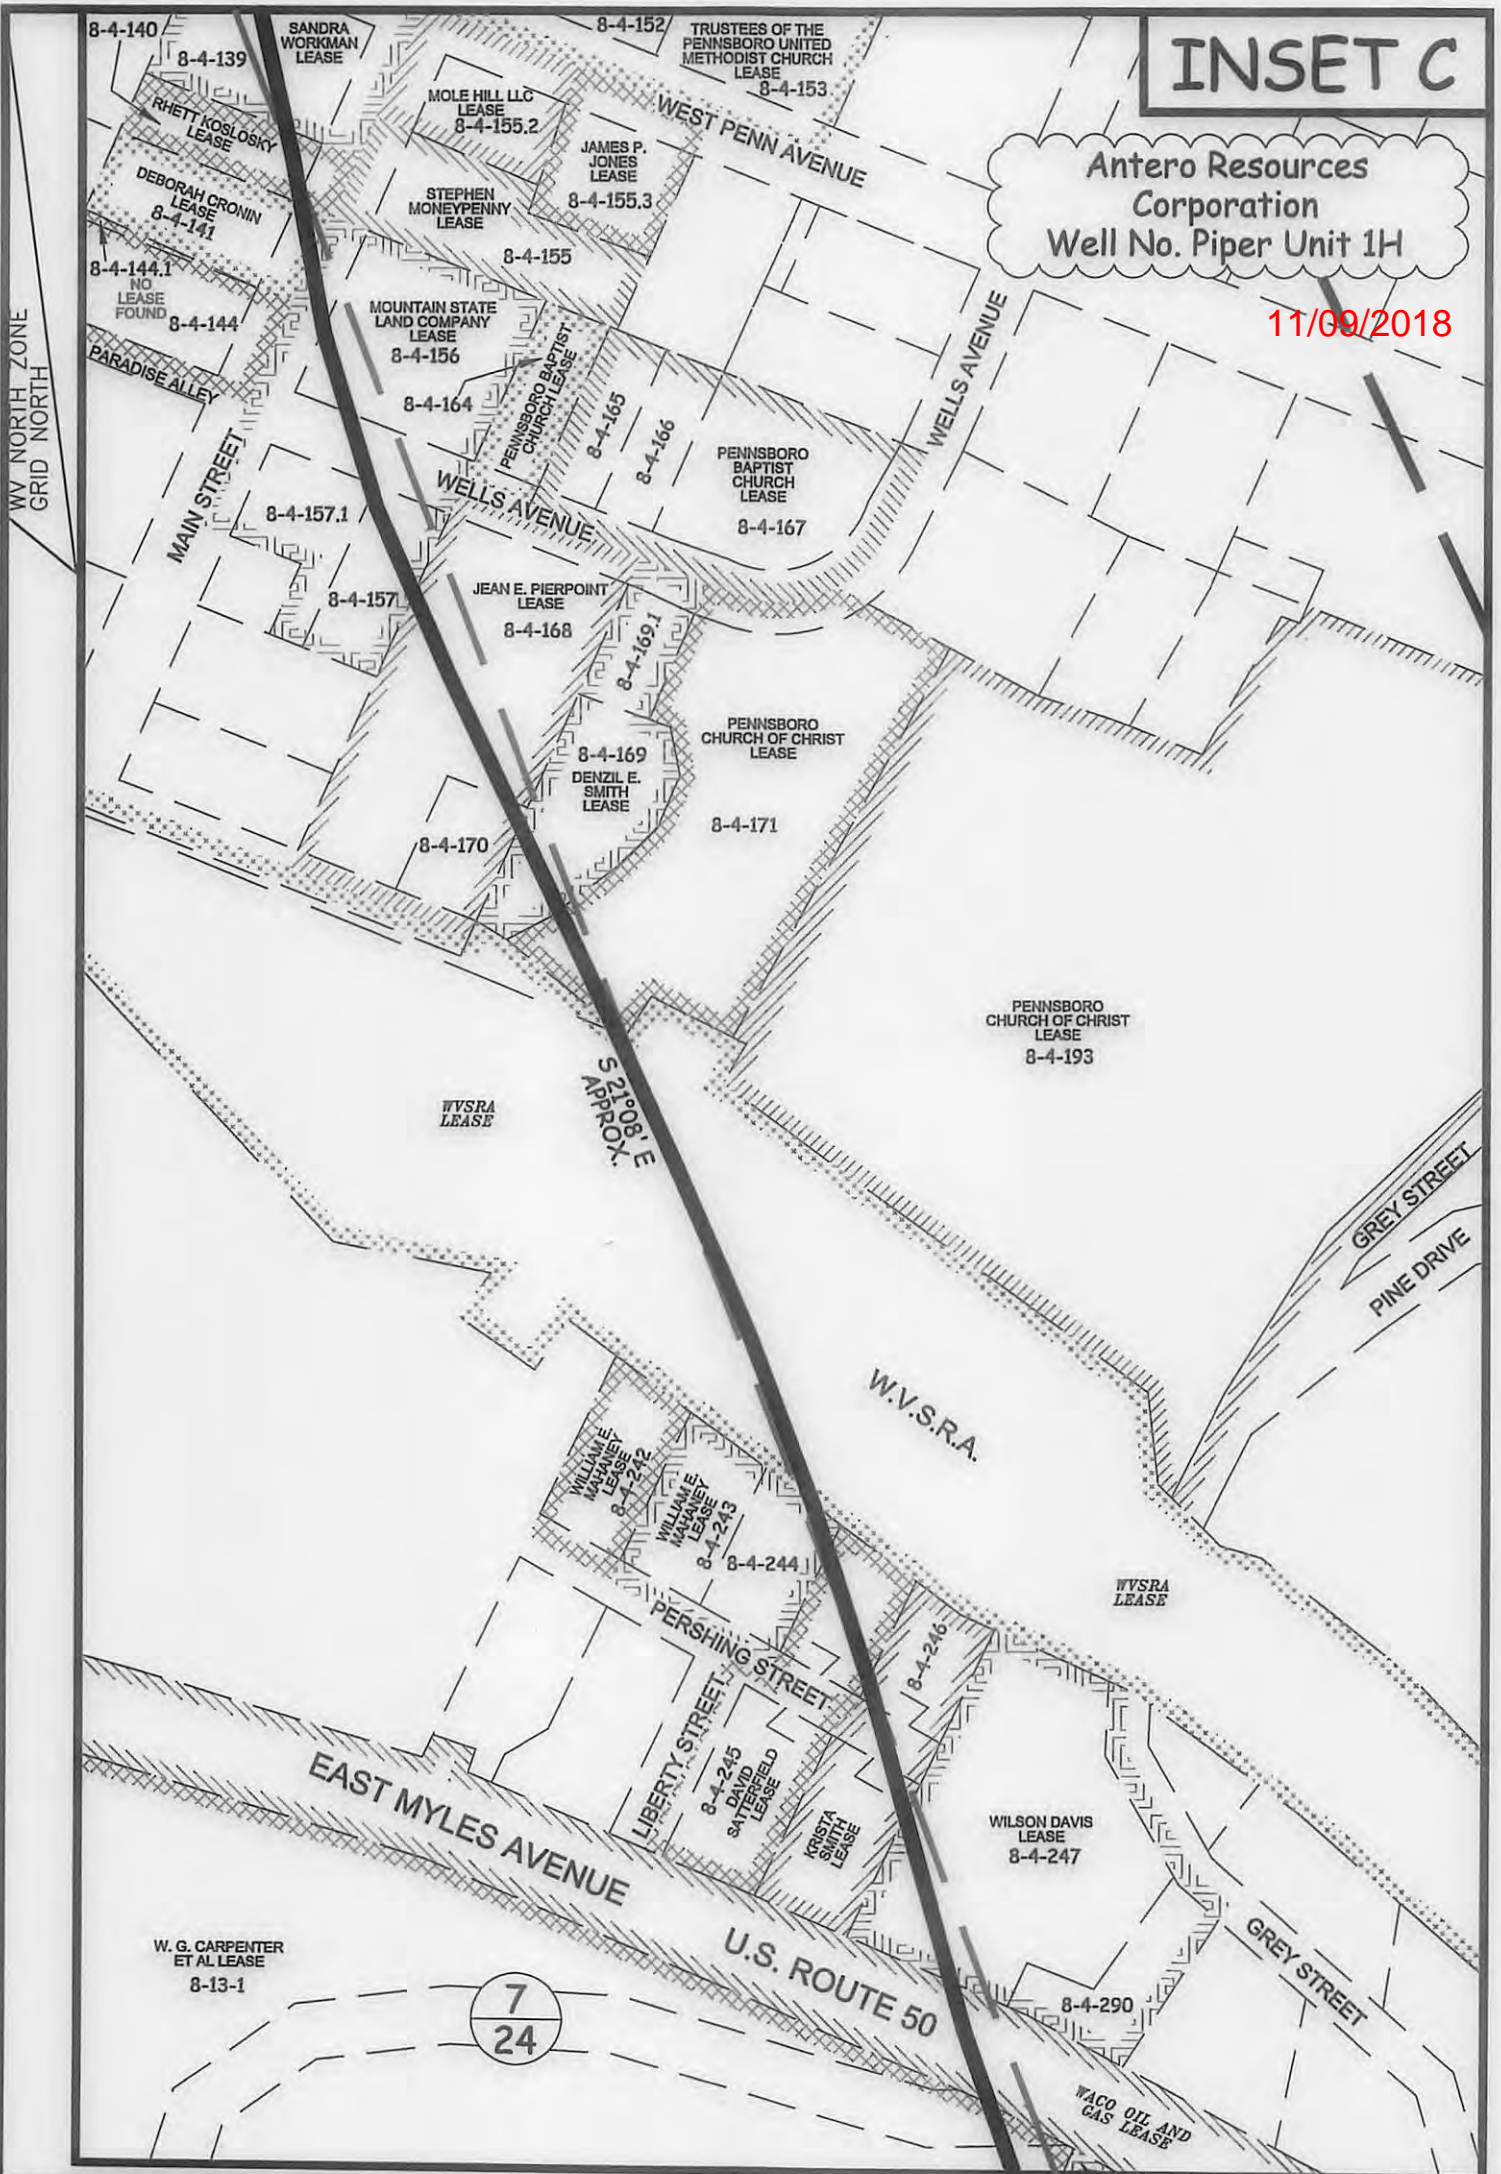 INSET C
Antero Resources
Corporation
Well No. Piper Unit 1H
11/09/2018
WV NORTH ZONE
GRID NORTH
8-4-140
8-4-139
SANDRA
WORKMAN
LEASE
8-4-152
TRUSTEES OF THE
PENNSBORO UNITED
METHODIST CHURCH
LEASE
8-4-153
RHETT KOSLOSKY
LEASE
MOLE HILL LLC
LEASE
8-4-155.2
WEST PENN AVENUE
JAMES P.
JONES
LEASE
8-4-155.3
DEBORAH CRONIN
LEASE
8-4-141
STEPHEN
MONEYPENNY
LEASE
8-4-155
8-4-144.1
NO
LEASE
FOUND
8-4-144
MOUNTAIN STATE
LAND COMPANY
LEASE
8-4-156
PARADISE ALLEY
8-4-164
PENNSBORO BAPTIST
CHURCH LEASE
8-4-165
8-4-166
WELLS AVENUE
PENNSBORO
BAPTIST
CHURCH
LEASE
8-4-167
MAIN STREET
WELLS AVENUE
8-4-157.1
8-4-157
JEAN E. PIERPOINT
LEASE
8-4-168
8-4-169.1
8-4-169
DENZIL E.
SMITH
LEASE
PENNSBORO
CHURCH OF CHRIST
LEASE
8-4-171
8-4-170
PENNSBORO
CHURCH OF CHRIST
LEASE
8-4-193
S 21°08' E
APPROX.
WVSRA
LEASE
GREY STREET
PINE DRIVE
W.V.S.R.A.
WILLIAM E.
MAHANEY
LEASE
8-4-242
WILLIAM E.
MAHANEY
LEASE
8-4-243
8-4-244
WVSRA
LEASE
PERSHING STREET
8-4-246
LIBERTY STREET
8-4-245
DAVID
SATTERFIELD
LEASE
KRISTA
SMITH
LEASE
WILSON DAVIS
LEASE
8-4-247
EAST MYLES AVENUE
U.S. ROUTE 50
GREY STREET
W. G. CARPENTER
ET AL LEASE
8-13-1
7
24
8-4-290
WACO OIL AND
GAS LEASE